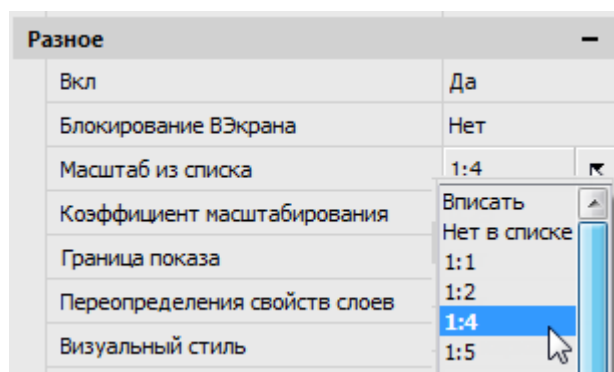 Разное
Вкл Да
Блокирование ВЭкрана Нет
Масштаб из списка 1:4
Коэффициент масштабирования Вписать
Нет в списке
Граница показа 1:1
Переопределения свойств слоев 1:2
1:4
Визуальный стиль 1:5